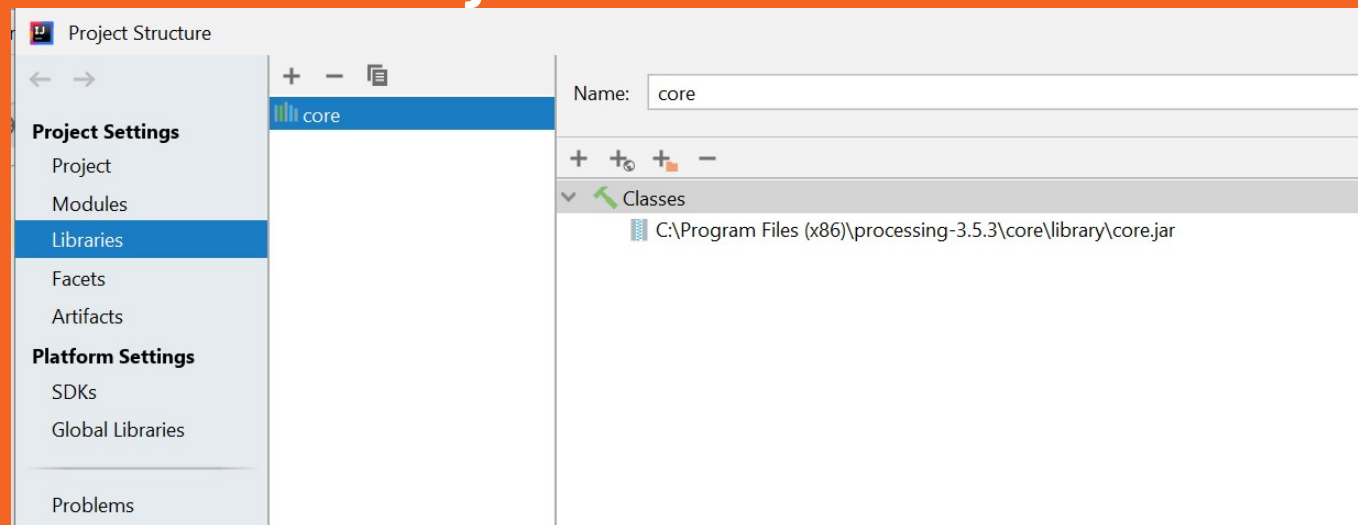 Project Structure
Project Settings
Project
Modules
Libraries
Facets
Artifacts
Platform Settings
SDKs
Global Libraries
Problems
core
Name: core
Classes
C:\Program Files (x86)\processing-3.5.3\core\library\core.jar